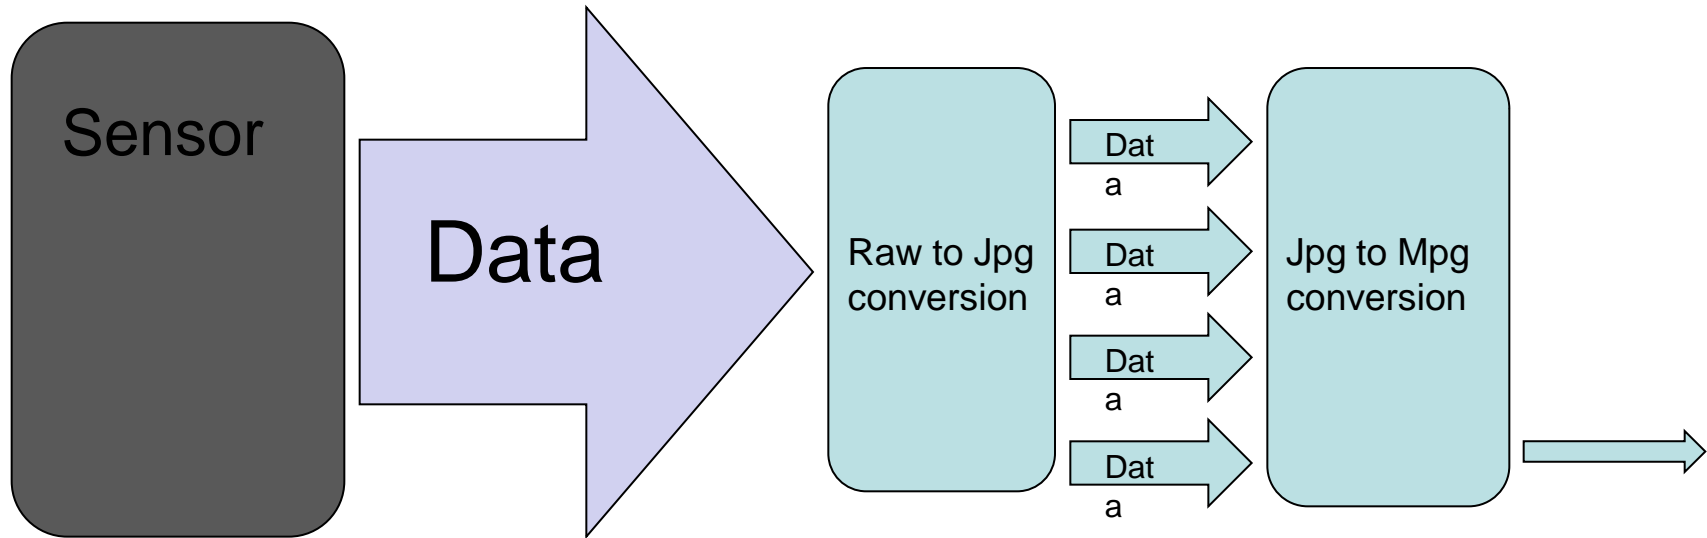 Sensor
Data
Raw to Jpg
conversion
Dat
a
Dat
a
Dat
a
Dat
a
Jpg to Mpg
conversion